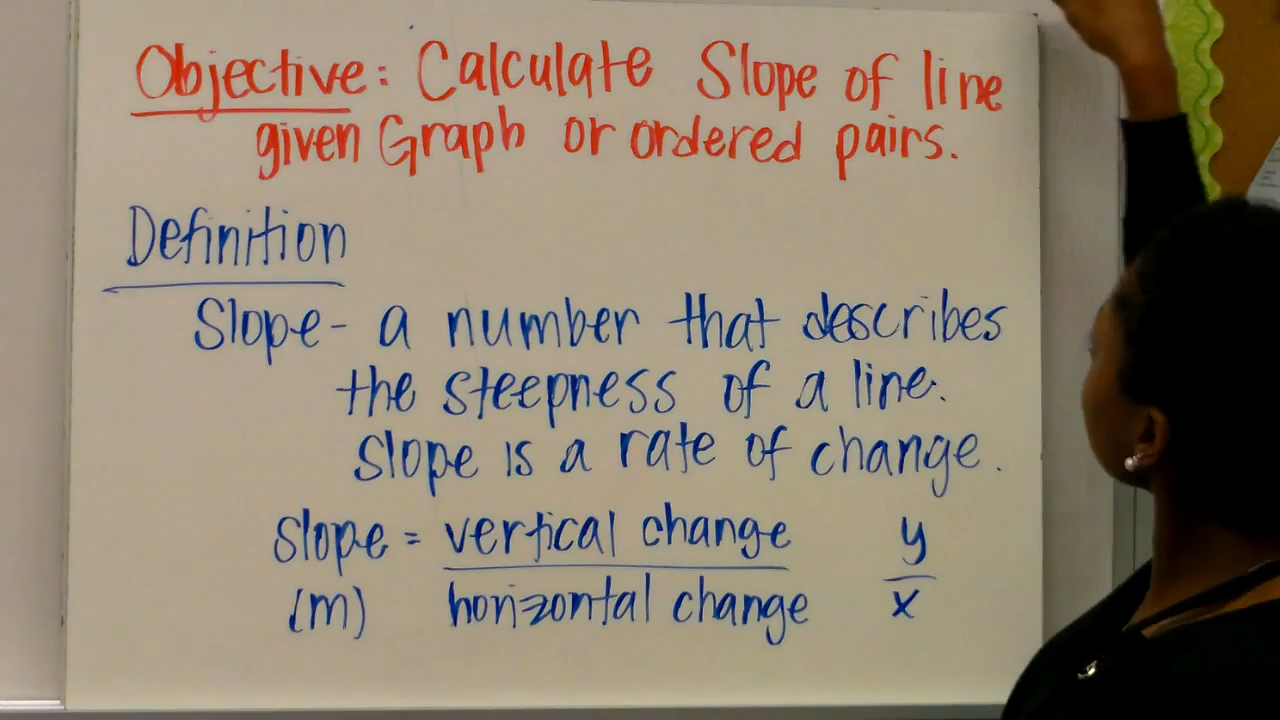 Objective: Calculate Slope of line
given Graph or ordered pairs.
Definition
Slope - a number that describes
the steepness of a line.
Slope is a rate of change.
Slope = vertical change y
(m) horizontal change x